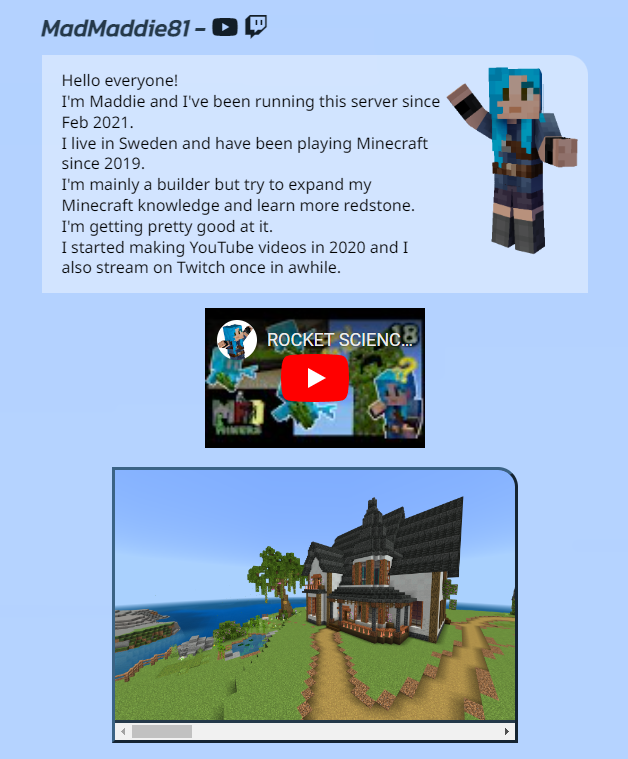 MadMaddie81 -
Hello everyone!
I'm Maddie and I've been running this server since
Feb 2021.
I live in Sweden and have been playing Minecraft
since 2019.
I'm mainly a builder but try to expand my
Minecraft knowledge and learn more redstone.
I'm getting pretty good at it.
I started making YouTube videos in 2020 and I
also stream on Twitch once in awhile.
ROCKET SCIENC...
18
MINERS